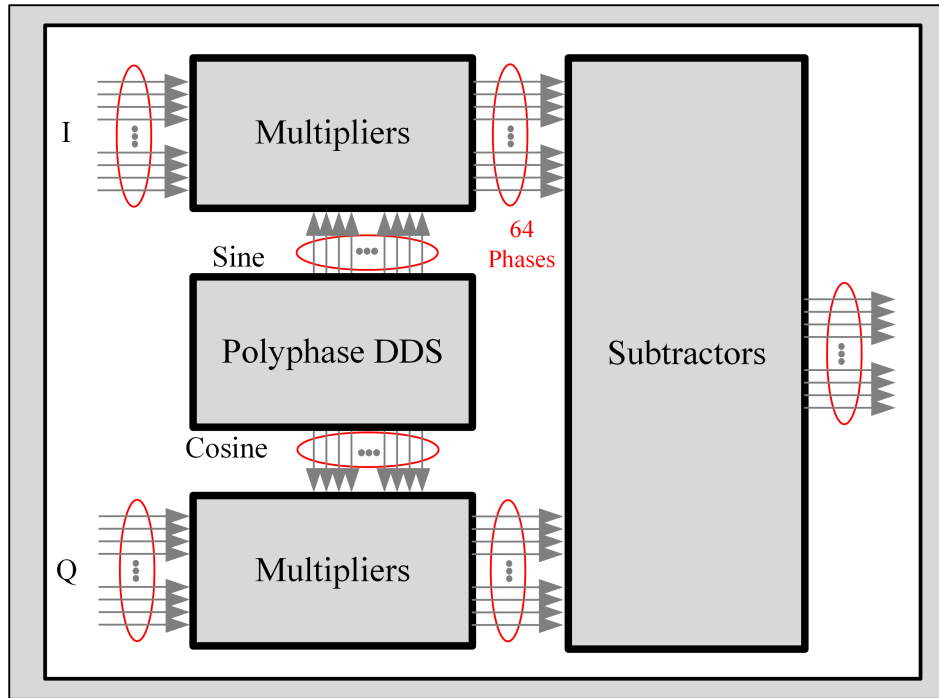 I
Multipliers
64
Phases
Sine
Polyphase DDS
Subtractors
Cosine
Q
Multipliers